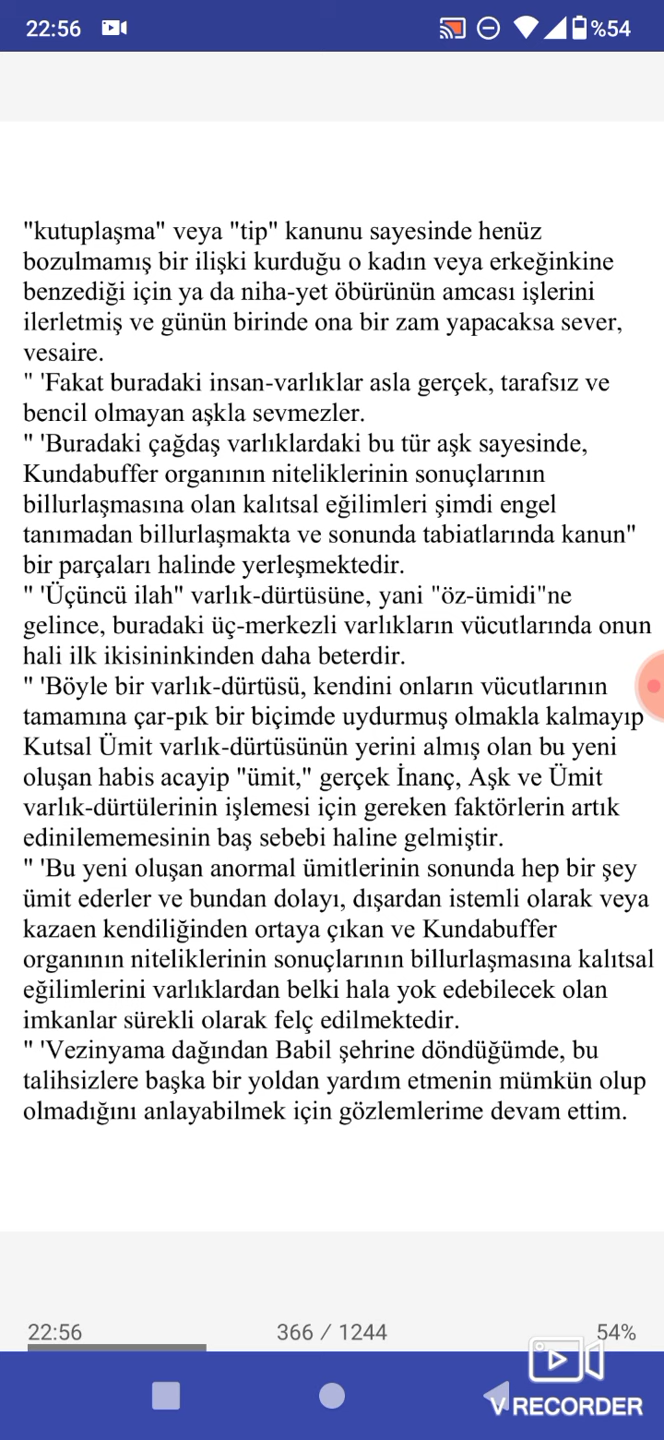 22:56
%54
"kutuplaşma" veya "tip" kanunu sayesinde henüz
bozulmamış bir ilişki kurduğu o kadın veya erkeğinkine
benzediği için ya da niha-yet öbürünün amcası işlerini
ilerletmiş ve günün birinde ona bir zam yapacaksa sever,
vesaire.
" 'Fakat buradaki insan-varlıklar asla gerçek, tarafsız ve
bencil olmayan aşkla sevmezler.
" 'Buradaki çağdaş varlıklardaki bu tür aşk sayesinde,
Kundabuffer organının niteliklerinin sonuçlarının
billurlaşmasına olan kalıtsal eğilimleri şimdi engel
tanımadan billurlaşmakta ve sonunda tabiatlarında kanun"
bir parçaları halinde yerleşmektedir.
" 'Üçüncü ilah" varlık-dürtüsüne, yani "öz-ümidi"ne
gelince, buradaki üç-merkezli varlıkların vücutlarında onun
hali ilk ikisininkinden daha beterdir.
" 'Böyle bir varlık-dürtüsü, kendini onların vücutlarının
tamamına çar-pık bir biçimde uydurmuş olmakla kalmayıp
Kutsal Ümit varlık-dürtüsünün yerini almış olan bu yeni
oluşan habis acayip "ümit," gerçek İnanç, Aşk ve Ümit
varlık-dürtülerinin işlemesi için gereken faktörlerin artık
edinilememesinin baş sebebi haline gelmiştir.
" 'Bu yeni oluşan anormal ümitlerinin sonunda hep bir şey
ümit ederler ve bundan dolayı, dışardan istemli olarak veya
kazaen kendiliğinden ortaya çıkan ve Kundabuffer
organının niteliklerinin sonuçlarının billurlaşmasına kalıtsal
eğilimlerini varlıklardan belki hala yok edebilecek olan
imkanlar sürekli olarak felç edilmektedir.
" 'Vezinyama dağından Babil şehrine döndüğümde, bu
talihsizlere başka bir yoldan yardım etmenin mümkün olup
olmadığını anlayabilmek için gözlemlerime devam ettim.
22:56
366 / 1244
54%
V RECORDER